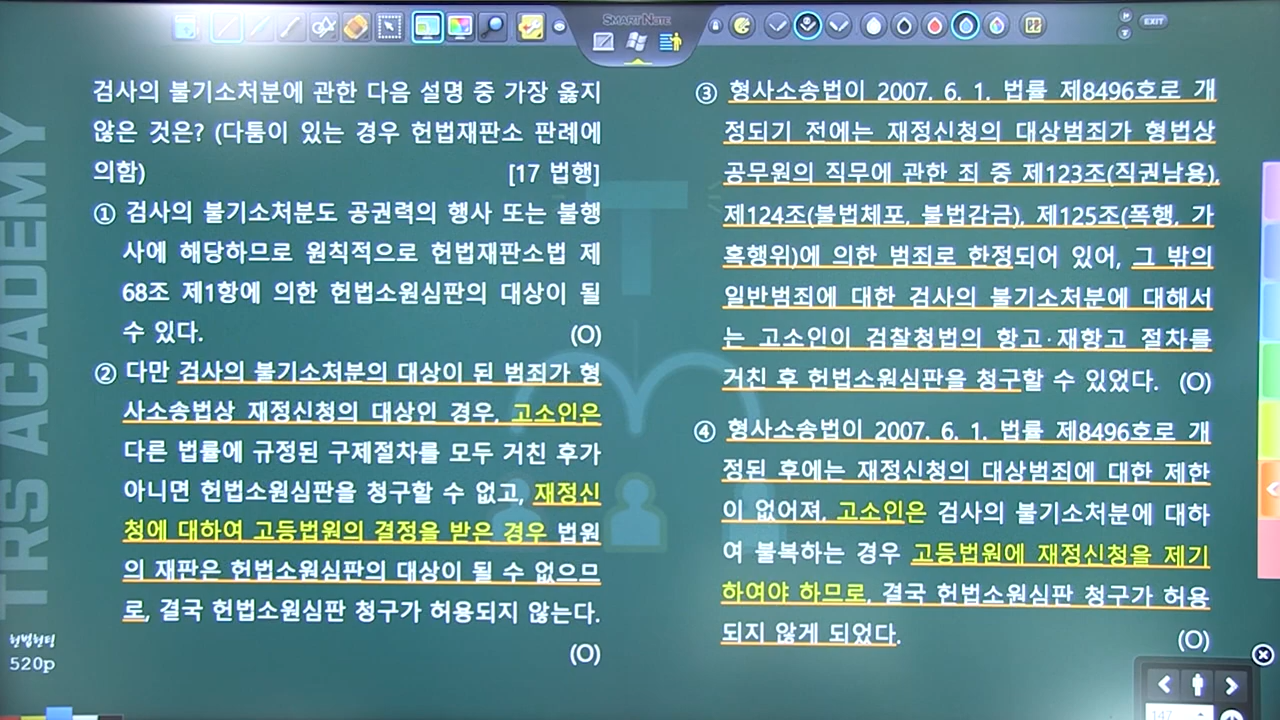 SMART NOTE
EXIT
검사의 불기소처분에 관한 다음 설명 중 가장 옳지
않은 것은? (다툼이 있는 경우 헌법재판소 판례에
의함) [17 법행]
① 검사의 불기소처분도 공권력의 행사 또는 불행
사에 해당하므로 원칙적으로 헌법재판소법 제
68조 제1항에 의한 헌법소원심판의 대상이 될
수 있다. (O)
② 다만 검사의 불기소처분의 대상이 된 범죄가 형
사소송법상 재정신청의 대상인 경우, 고소인은
다른 법률에 규정된 구제절차를 모두 거친 후가
아니면 헌법소원심판을 청구할 수 없고, 재정신
청에 대하여 고등법원의 결정을 받은 경우 법원
의 재판은 헌법소원심판의 대상이 될 수 없으므
로, 결국 헌법소원심판 청구가 허용되지 않는다.
(O)
③ 형사소송법이 2007. 6. 1. 법률 제8496호로 개
정되기 전에는 재정신청의 대상범죄가 형법상
공무원의 직무에 관한 죄 중 제123조(직권남용),
제124조(불법체포, 불법감금), 제125조(폭행, 가
혹행위)에 의한 범죄로 한정되어 있어, 그 밖의
일반범죄에 대한 검사의 불기소처분에 대해서
는 고소인이 검찰청법의 항고·재항고 절차를
거친 후 헌법소원심판을 청구할 수 있었다. (O)
④ 형사소송법이 2007. 6. 1. 법률 제8496호로 개
정된 후에는 재정신청의 대상범죄에 대한 제한
이 없어져, 고소인은 검사의 불기소처분에 대하
여 불복하는 경우 고등법원에 재정신청을 제기
하여야 하므로, 결국 헌법소원심판 청구가 허용
되지 않게 되었다. (O)
TRS ACADEMY
헌법헌팅
520p
147